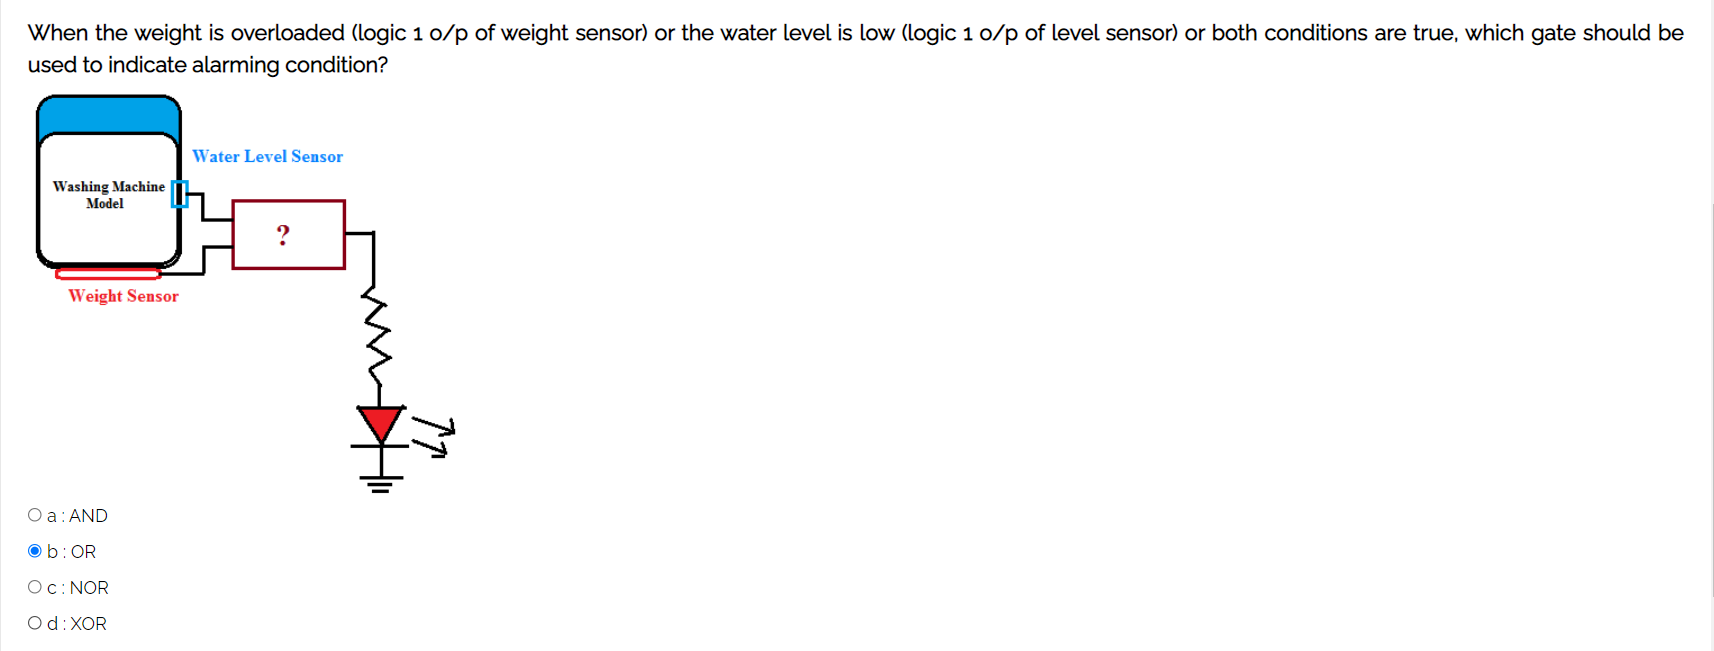 When the weight is overloaded (logic 1 o/p of weight sensor) or the water level is low (logic 1 o/p of level sensor) or both conditions are true, which gate should be
used to indicate alarming condition?
Water Level Sensor
Washing Machine
Model
?
Weight Sensor
a : AND
b : OR
c : NOR
d : XOR